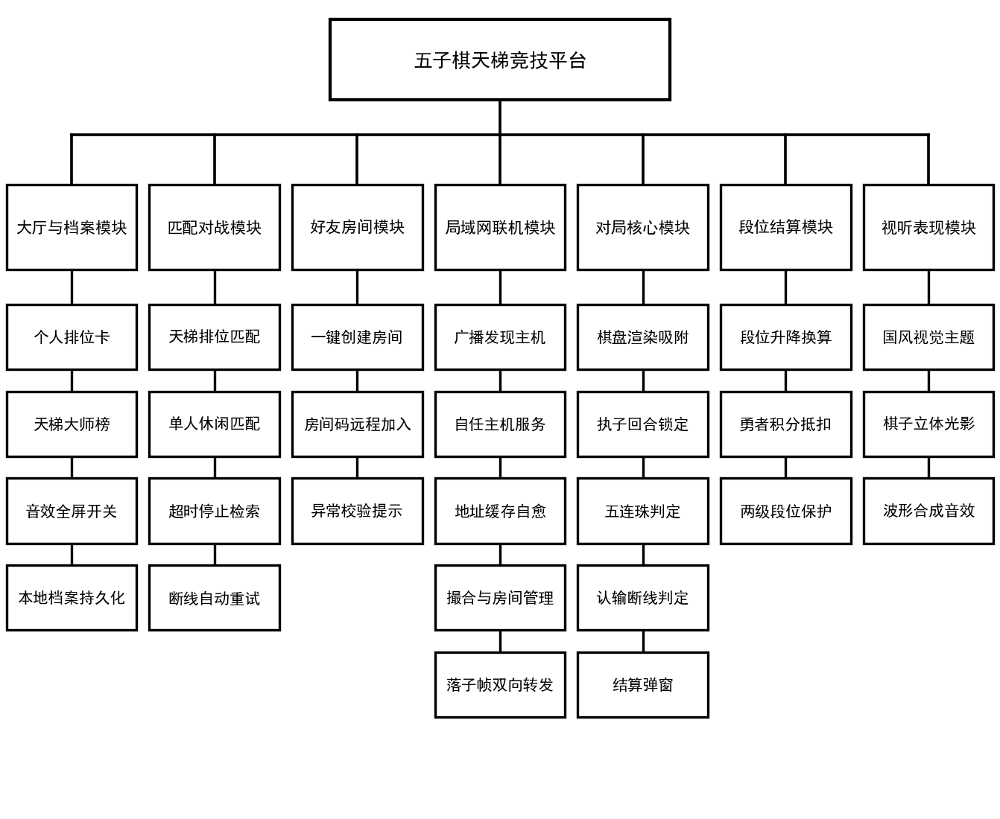 五子棋天梯竞技平台
大厅与档案模块
匹配对战模块
好友房间模块
局域网联机模块
对局核心模块
段位结算模块
视听表现模块
个人排位卡
天梯排位匹配
一键创建房间
广播发现主机
棋盘渲染吸附
段位升降换算
国风视觉主题
天梯大师榜
单人休闲匹配
房间码远程加入
自任主机服务
执子回合锁定
勇者积分抵扣
棋子立体光影
音效全屏开关
超时停止检索
异常校验提示
地址缓存自愈
五连珠判定
两级段位保护
波形合成音效
本地档案持久化
断线自动重试
撮合与房间管理
认输断线判定
落子帧双向转发
结算弹窗